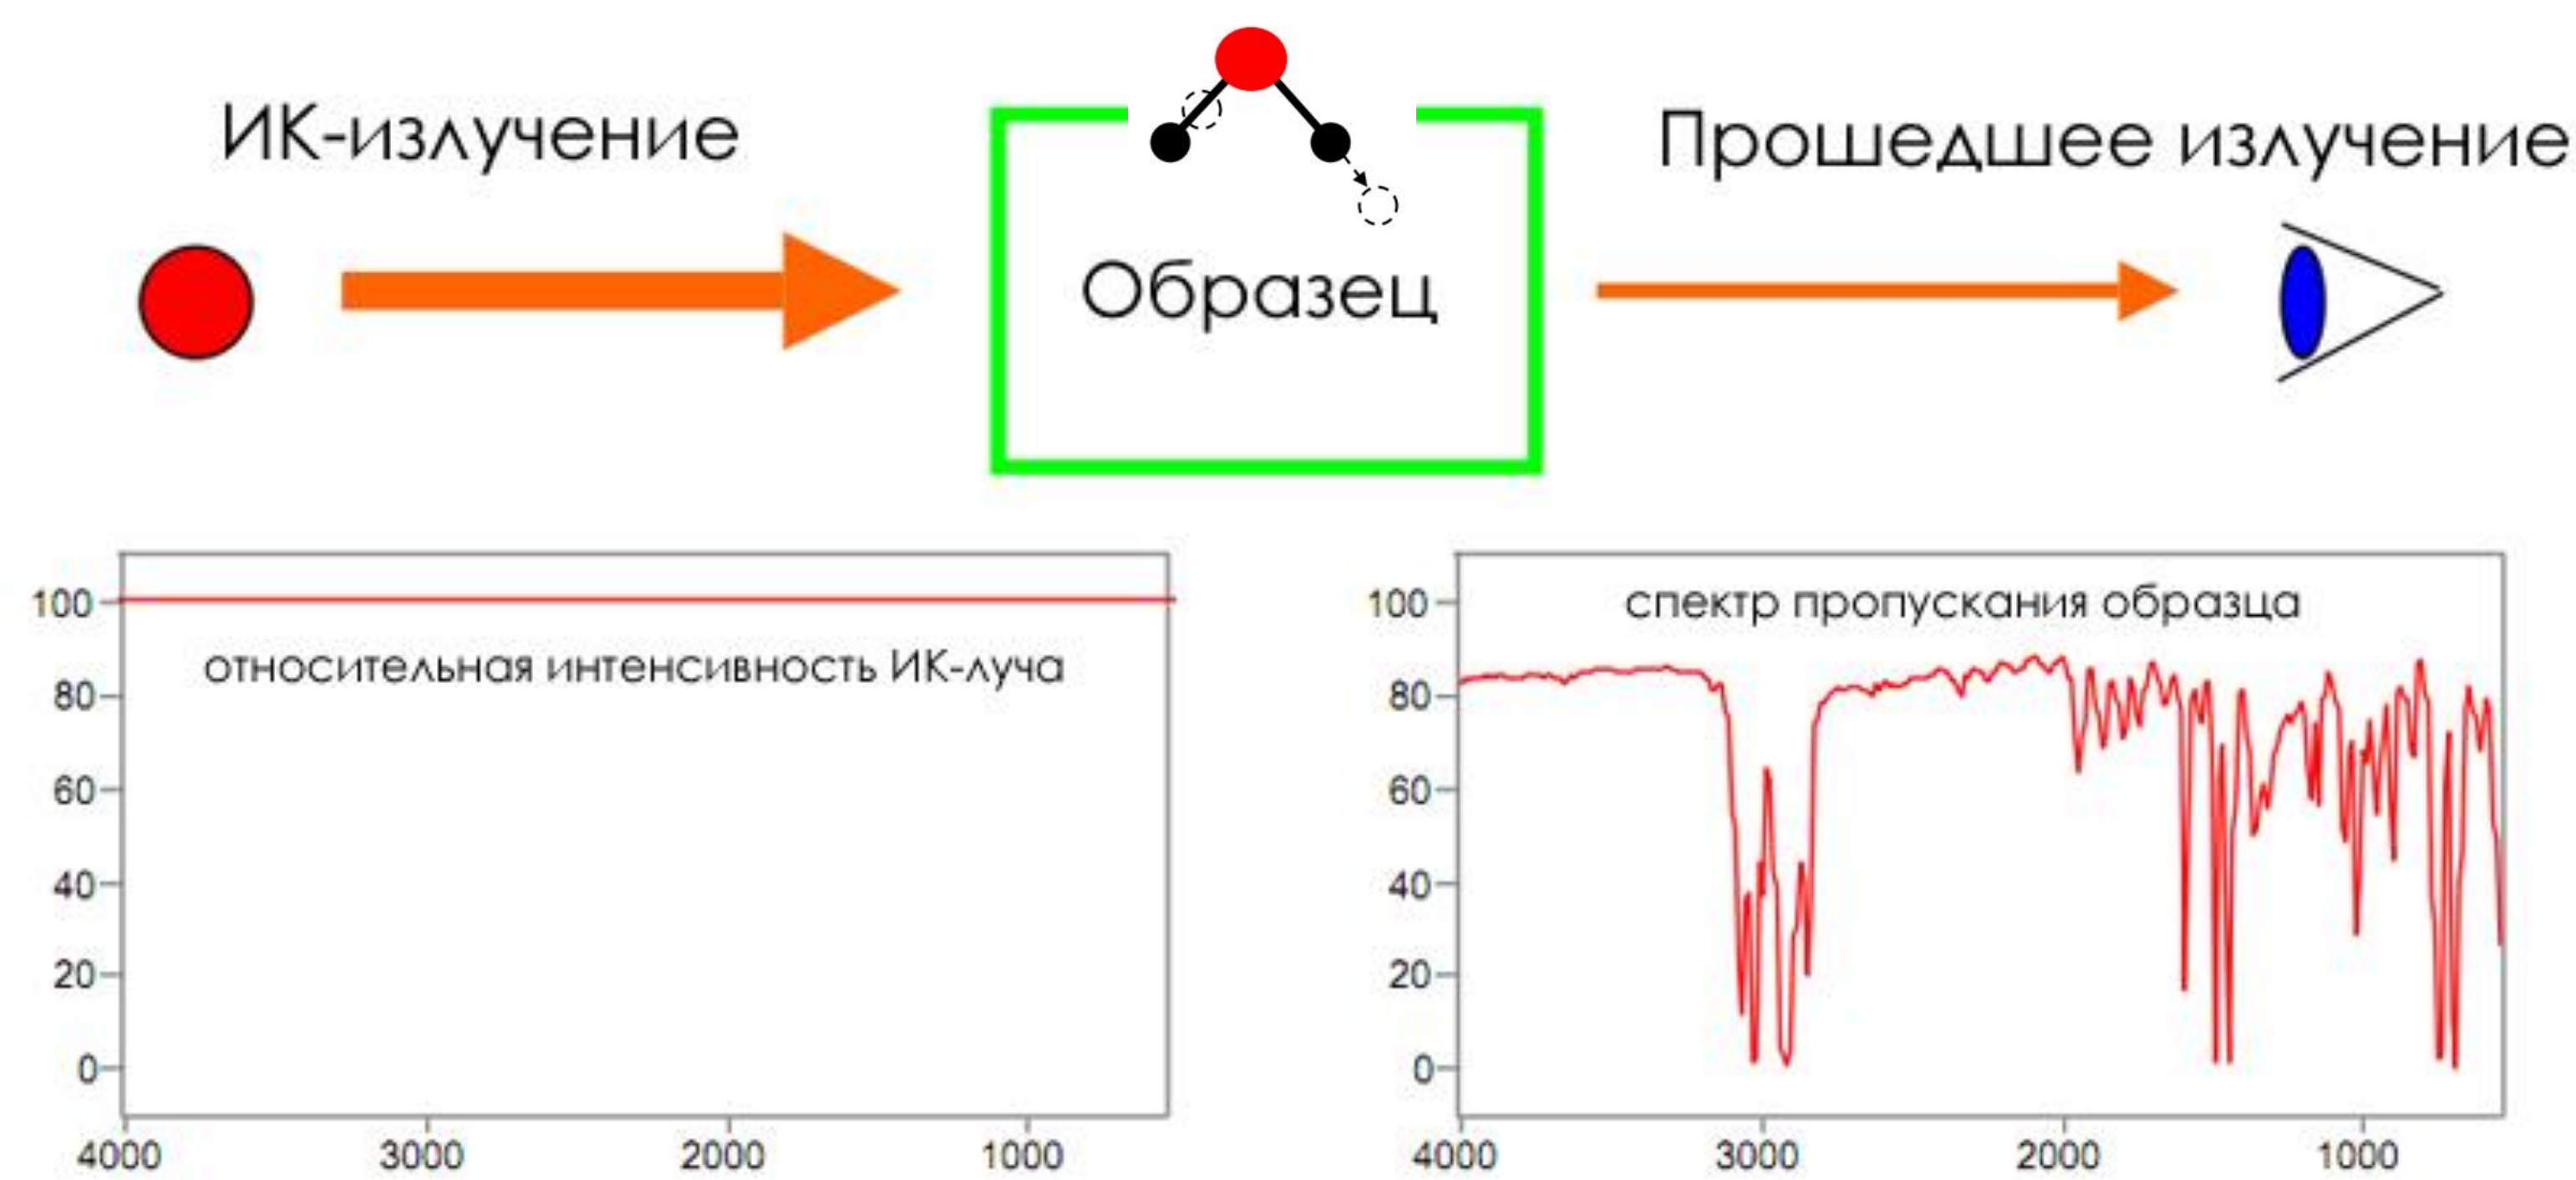 ИК-излучение
Образец
Прошедшее излучение
относительная интенсивность ИК-луча
100
80
60
40
20
0
4000 3000 2000 1000
спектр пропускания образца
100
80
60
40
20
0
4000 3000 2000 1000